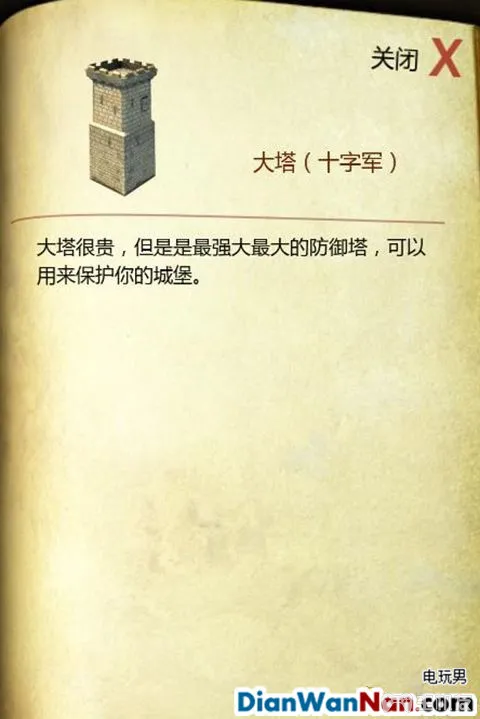 关闭 X
大塔（十字军）
大塔很贵，但是是最强大最大的防御塔，可以
用来保护你的城堡。
电玩男
DianWanNan.com